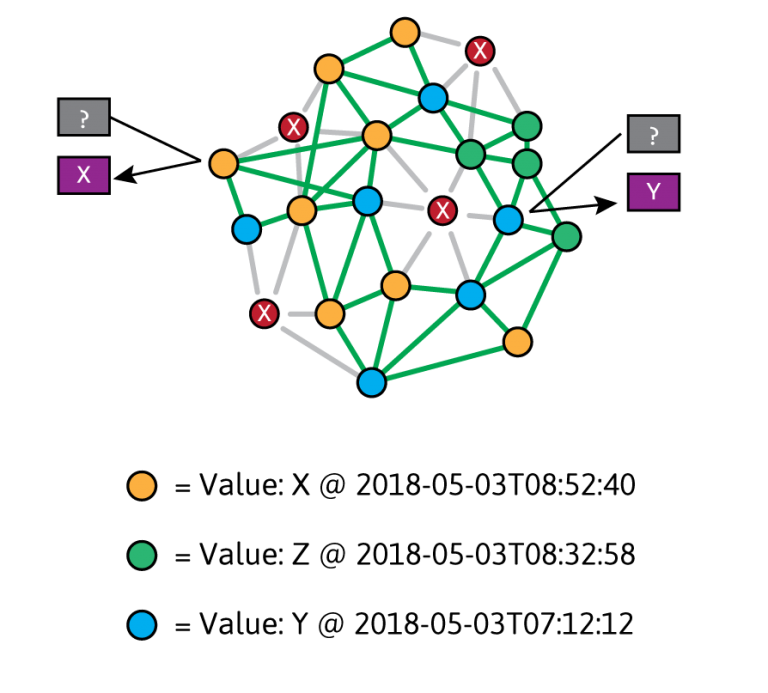 X
?
X
?
X
X
Y
X
= Value: X @ 2018-05-03T08:52:40
= Value: Z @ 2018-05-03T08:32:58
= Value: Y @ 2018-05-03T07:12:12